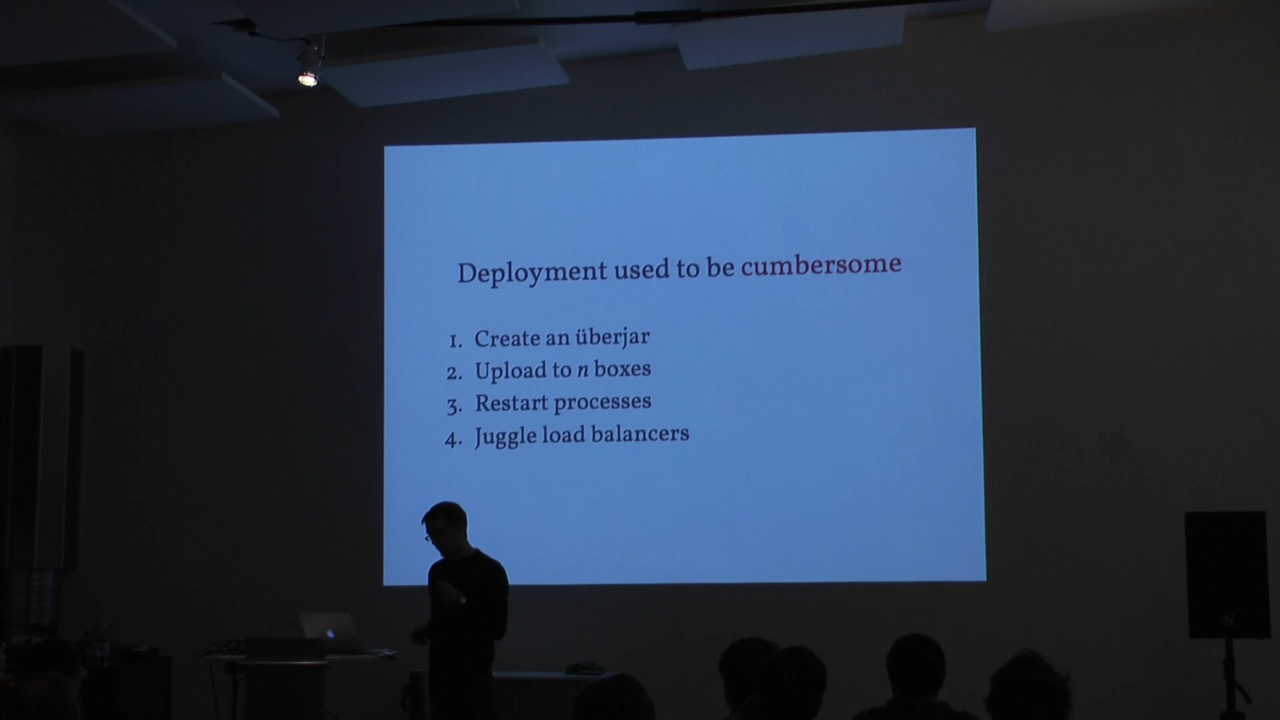 Deployment used to be cumbersome
1. Create an überjar
2. Upload to n boxes
3. Restart processes
4. Juggle load balancers